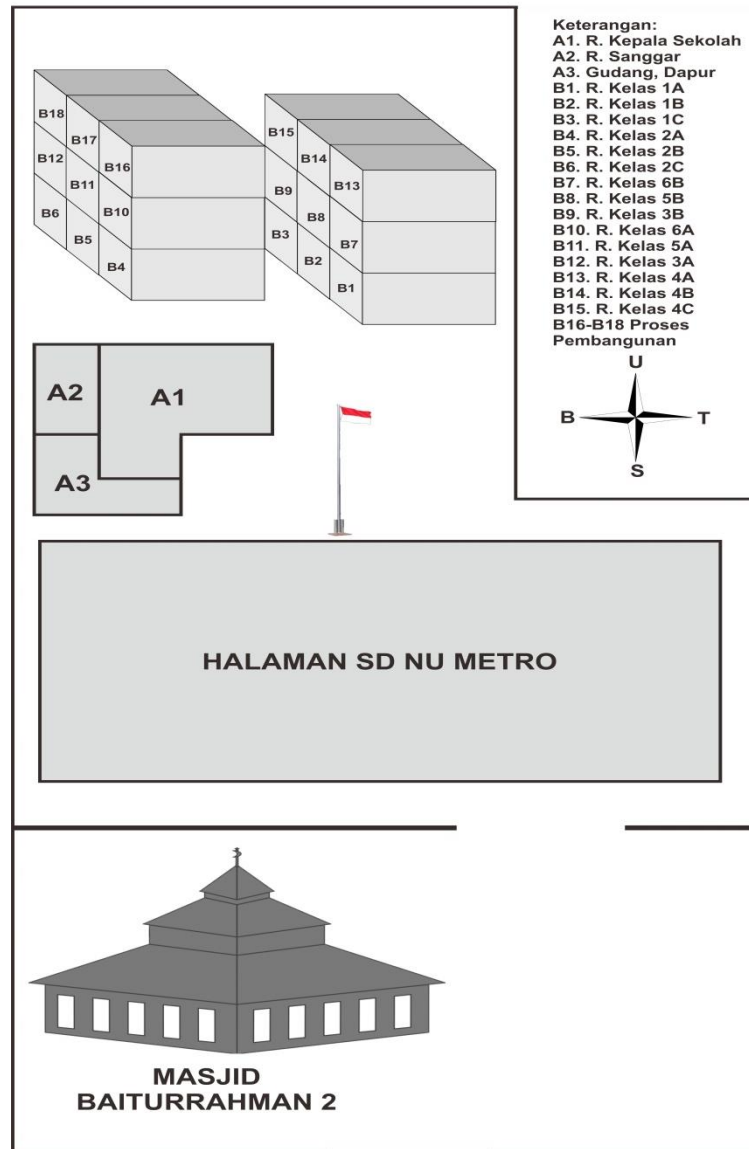 Keterangan:
A1. R. Kepala Sekolah
A2. R. Sanggar
A3. Gudang, Dapur
B1. R. Kelas 1A
B2. R. Kelas 1B
B3. R. Kelas 1C
B4. R. Kelas 2A
B5. R. Kelas 2B
B6. R. Kelas 2C
B7. R. Kelas 6B
B8. R. Kelas 5B
B9. R. Kelas 3B
B10. R. Kelas 6A
B11. R. Kelas 5A
B12. R. Kelas 3A
B13. R. Kelas 4A
B14. R. Kelas 4B
B15. R. Kelas 4C
B16-B18 Proses
Pembangunan
U
B T
S
B18
B17
B16
B12
B11
B10
B6
B5
B4
B15
B14
B13
B9
B8
B7
B3
B2
B1
A2
A1
A3
HALAMAN SD NU METRO
MASJID
BAITURRAHMAN 2